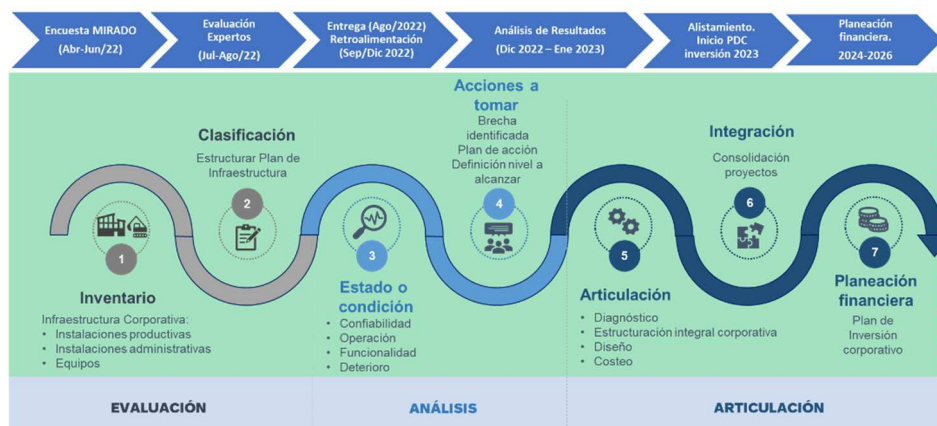 Encuesta MIRADO
(Abr-Jun/22)
Evaluación
Expertos
(Jul-Ago/22)
Entrega (Ago/2022)
Retroalimentación
(Sep/Dic 2022)
Análisis de Resultados
(Dic 2022 – Ene 2023)
Alistamiento.
Inicio PDC
inversión 2023
Planeación
financiera.
2024-2026
1
Inventario
Infraestructura Corporativa:
• Instalaciones productivas
• Instalaciones administrativas
• Equipos
Clasificación
Estructurar Plan de
Infraestructura
2
3
Estado o
condición
• Confiabilidad
• Operación
• Funcionalidad
• Deterioro
Acciones a
tomar
Brecha
identificada
Plan de acción
Definición nivel a
alcanzar
4
5
Articulación
• Diagnóstico
• Estructuración integral corporativa
• Diseño
• Costeo
Integración
Consolidación
proyectos
6
7
Planeación
financiera
Plan de
Inversión
corporativo
EVALUACIÓN
ANÁLISIS
ARTICULACIÓN